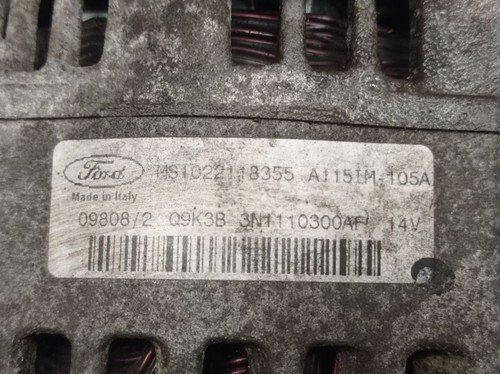 Ford MS1022118355 A115IM-105A
Made in Italy
09808/2 Q9K3B 3N1110300AF 14V